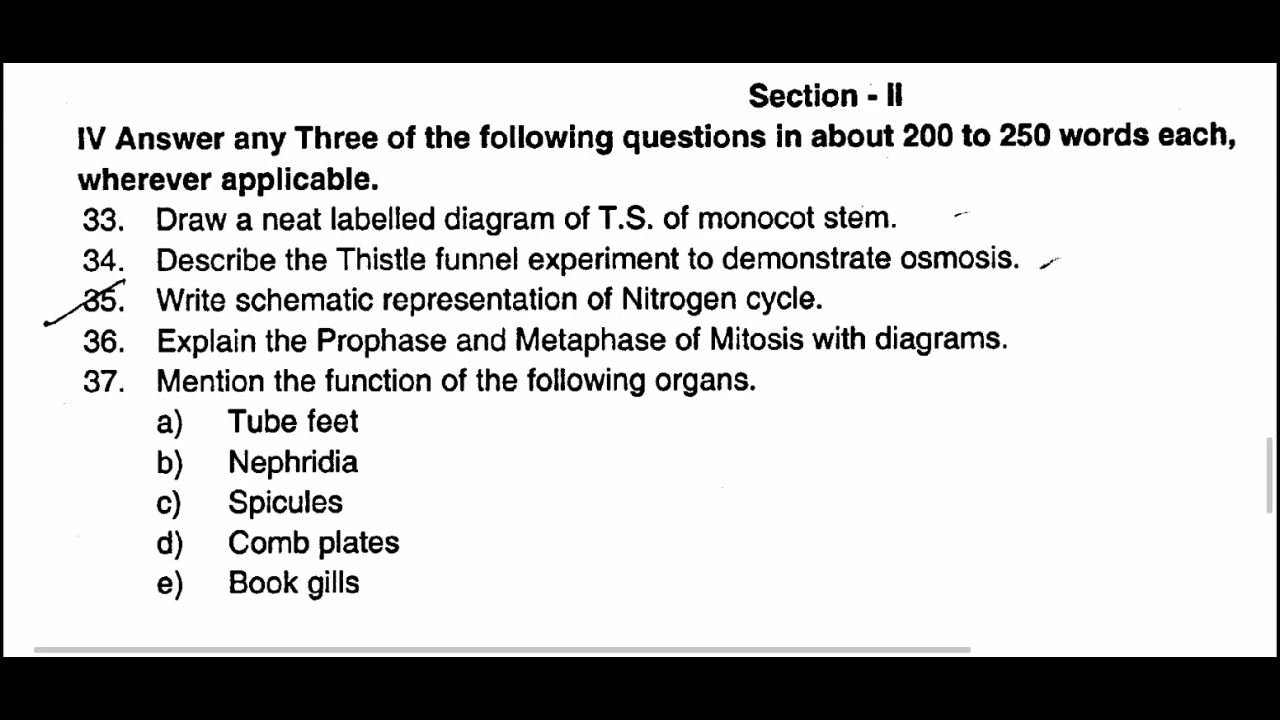 Section - II
IV Answer any Three of the following questions in about 200 to 250 words each,
wherever applicable.
33. Draw a neat labelled diagram of T.S. of monocot stem.
34. Describe the Thistle funnel experiment to demonstrate osmosis.
35. Write schematic representation of Nitrogen cycle.
36. Explain the Prophase and Metaphase of Mitosis with diagrams.
37. Mention the function of the following organs.
a) Tube feet
b) Nephridia
c) Spicules
d) Comb plates
e) Book gills